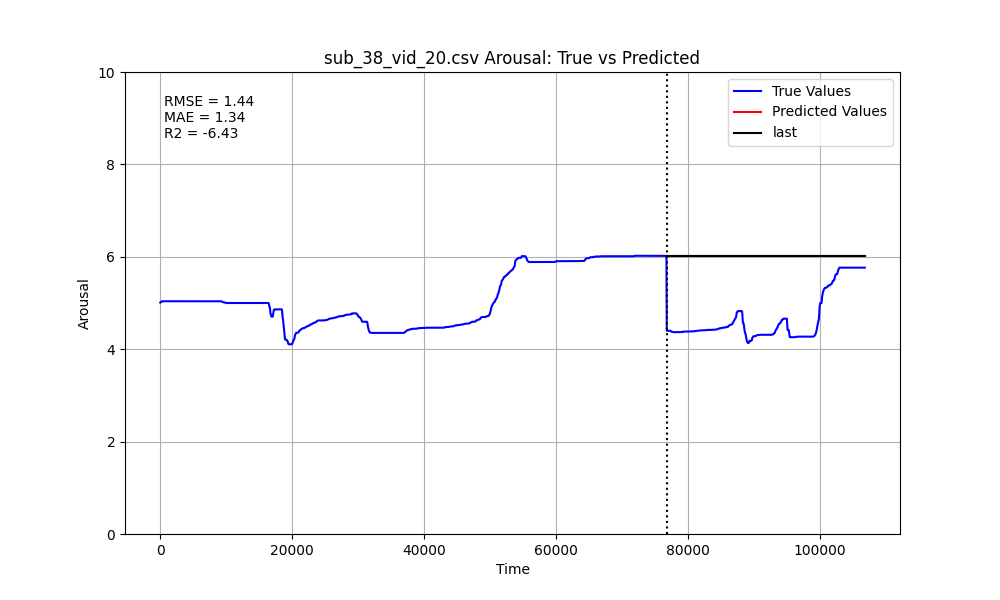 sub_38_vid_20.csv Arousal: True vs Predicted
RMSE = 1.44
MAE = 1.34
R2 = -6.43
True Values
Predicted Values
last
Arousal
10
8
6
4
2
0
0
20000
40000
60000
80000
100000
Time